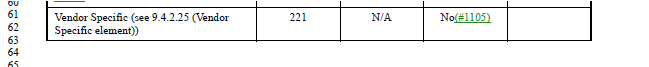 60
61 Vendor Specific (see 9.4.2.25 (Vendor 221 N/A No(#1105)
62 Specific element))
63
64
65